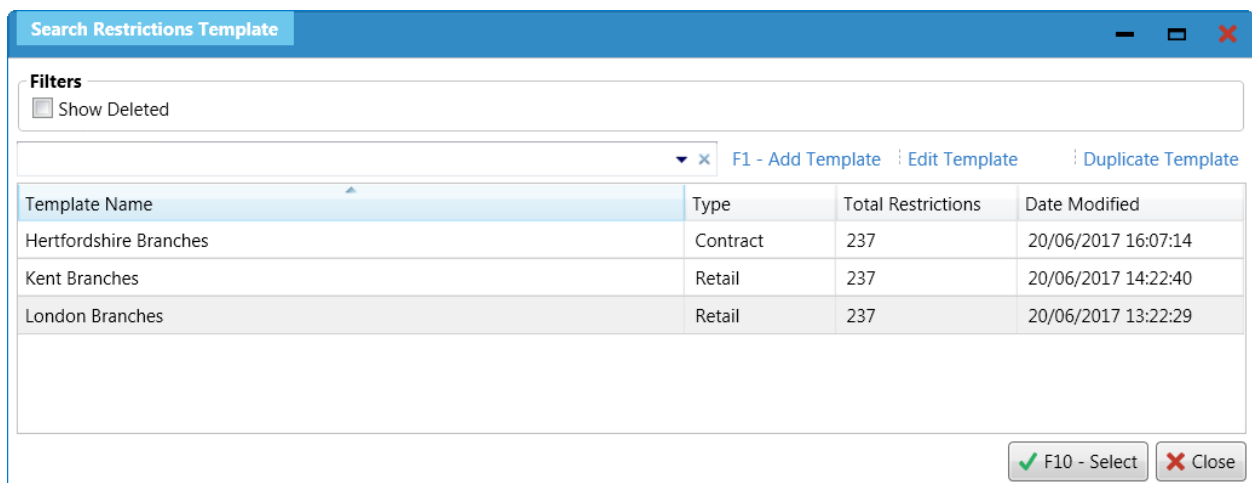 Search Restrictions Template
Filters
Show Deleted
F1 - Add Template Edit Template Duplicate Template
Template Name Type Total Restrictions Date Modified
Hertfordshire Branches Contract 237 20/06/2017 16:07:14
Kent Branches Retail 237 20/06/2017 14:22:40
London Branches Retail 237 20/06/2017 13:22:29
F10 - Select Close